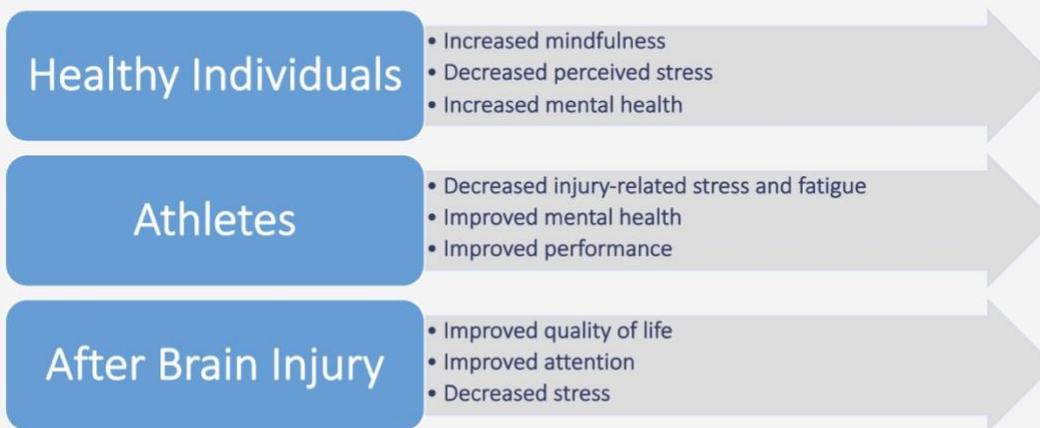 Healthy Individuals
• Increased mindfulness
• Decreased perceived stress
• Increased mental health
Athletes
• Decreased injury-related stress and fatigue
• Improved mental health
• Improved performance
After Brain Injury
• Improved quality of life
• Improved attention
• Decreased stress